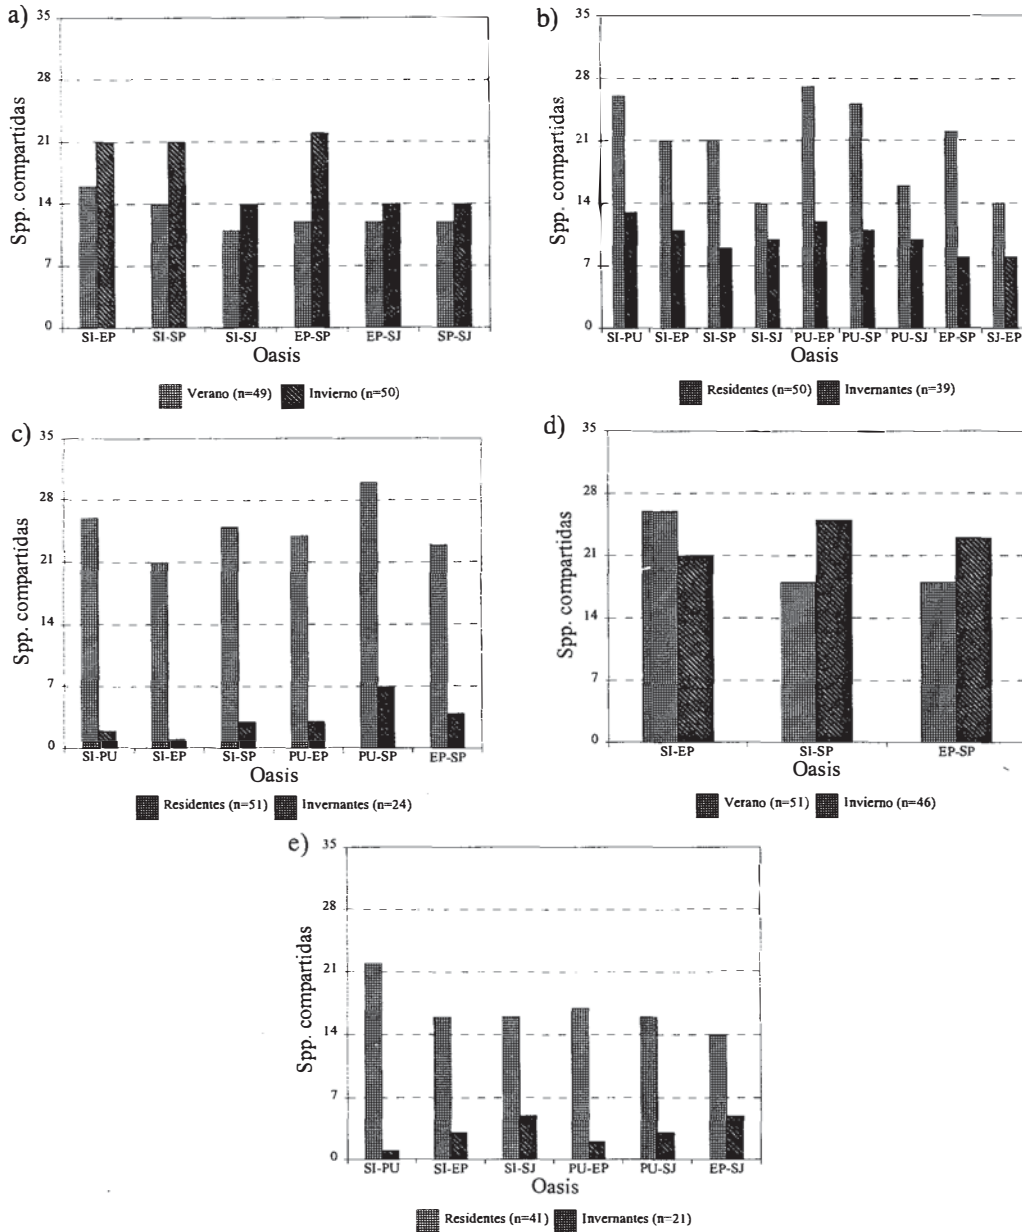 a)
35
28
21
14
7
0
Spp. compartidas
SI-EP SI-SP SI-SJ EP-SP EP-SJ SP-SJ
Oasis
Verano (n=49) Invierno (n=50)
b)
35
28
21
14
7
0
Spp. compartidas
SI-PU SI-EP SI-SP SI-SJ PU-EP PU-SP PU-SJ EP-SP SJ-EP
Oasis
Residentes (n=50) Invernantes (n=39)
c)
35
28
21
14
7
0
Spp. compartidas
SI-PU SI-EP SI-SP PU-EP PU-SP EP-SP
Oasis
Residentes (n=51) Invernantes (n=24)
d)
35
28
21
14
7
0
Spp. compartidas
SI-EP SI-SP EP-SP
Oasis
Verano (n=51) Invierno (n=46)
e)
35
28
21
14
7
0
Spp. compartidas
SI-PU SI-EP SI-SJ PU-EP PU-SJ EP-SJ
Oasis
Residentes (n=41) Invernantes (n=21)